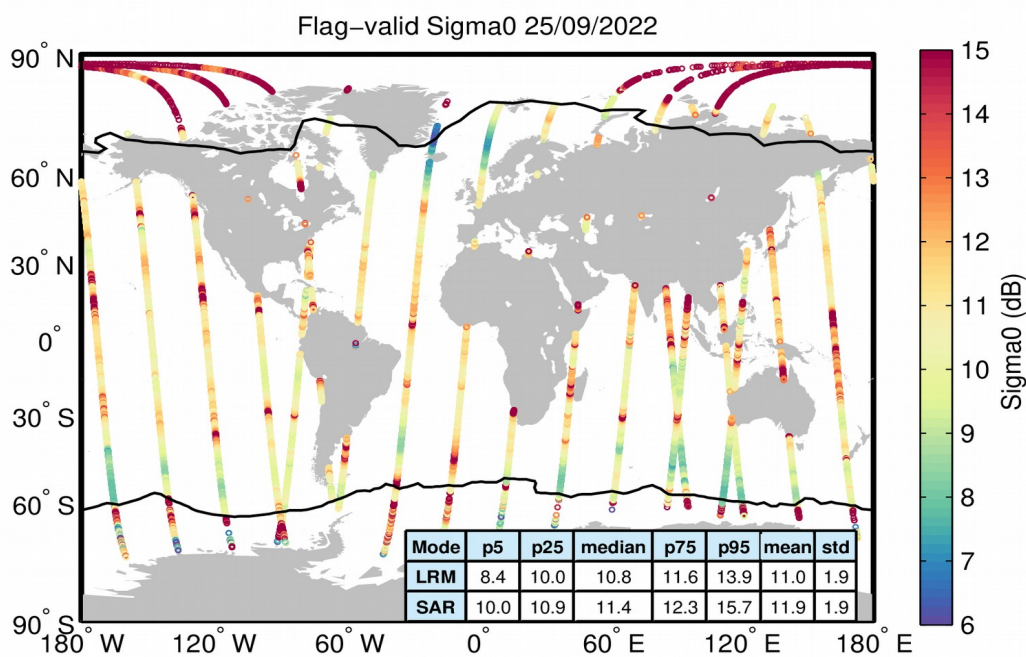 Flag−valid Sigma0 25/09/2022
90° N
60° N
30° N
0°
30° S
60° S
90° S
180° W
120° W
60° W
0°
60° E
120° E
180° E
Mode p5 p25 median p75 p95 mean std
LRM 8.4 10.0 10.8 11.6 13.9 11.0 1.9
SAR 10.0 10.9 11.4 12.3 15.7 11.9 1.9
15
14
13
12
11
10
9
8
7
6
Sigma0 (dB)